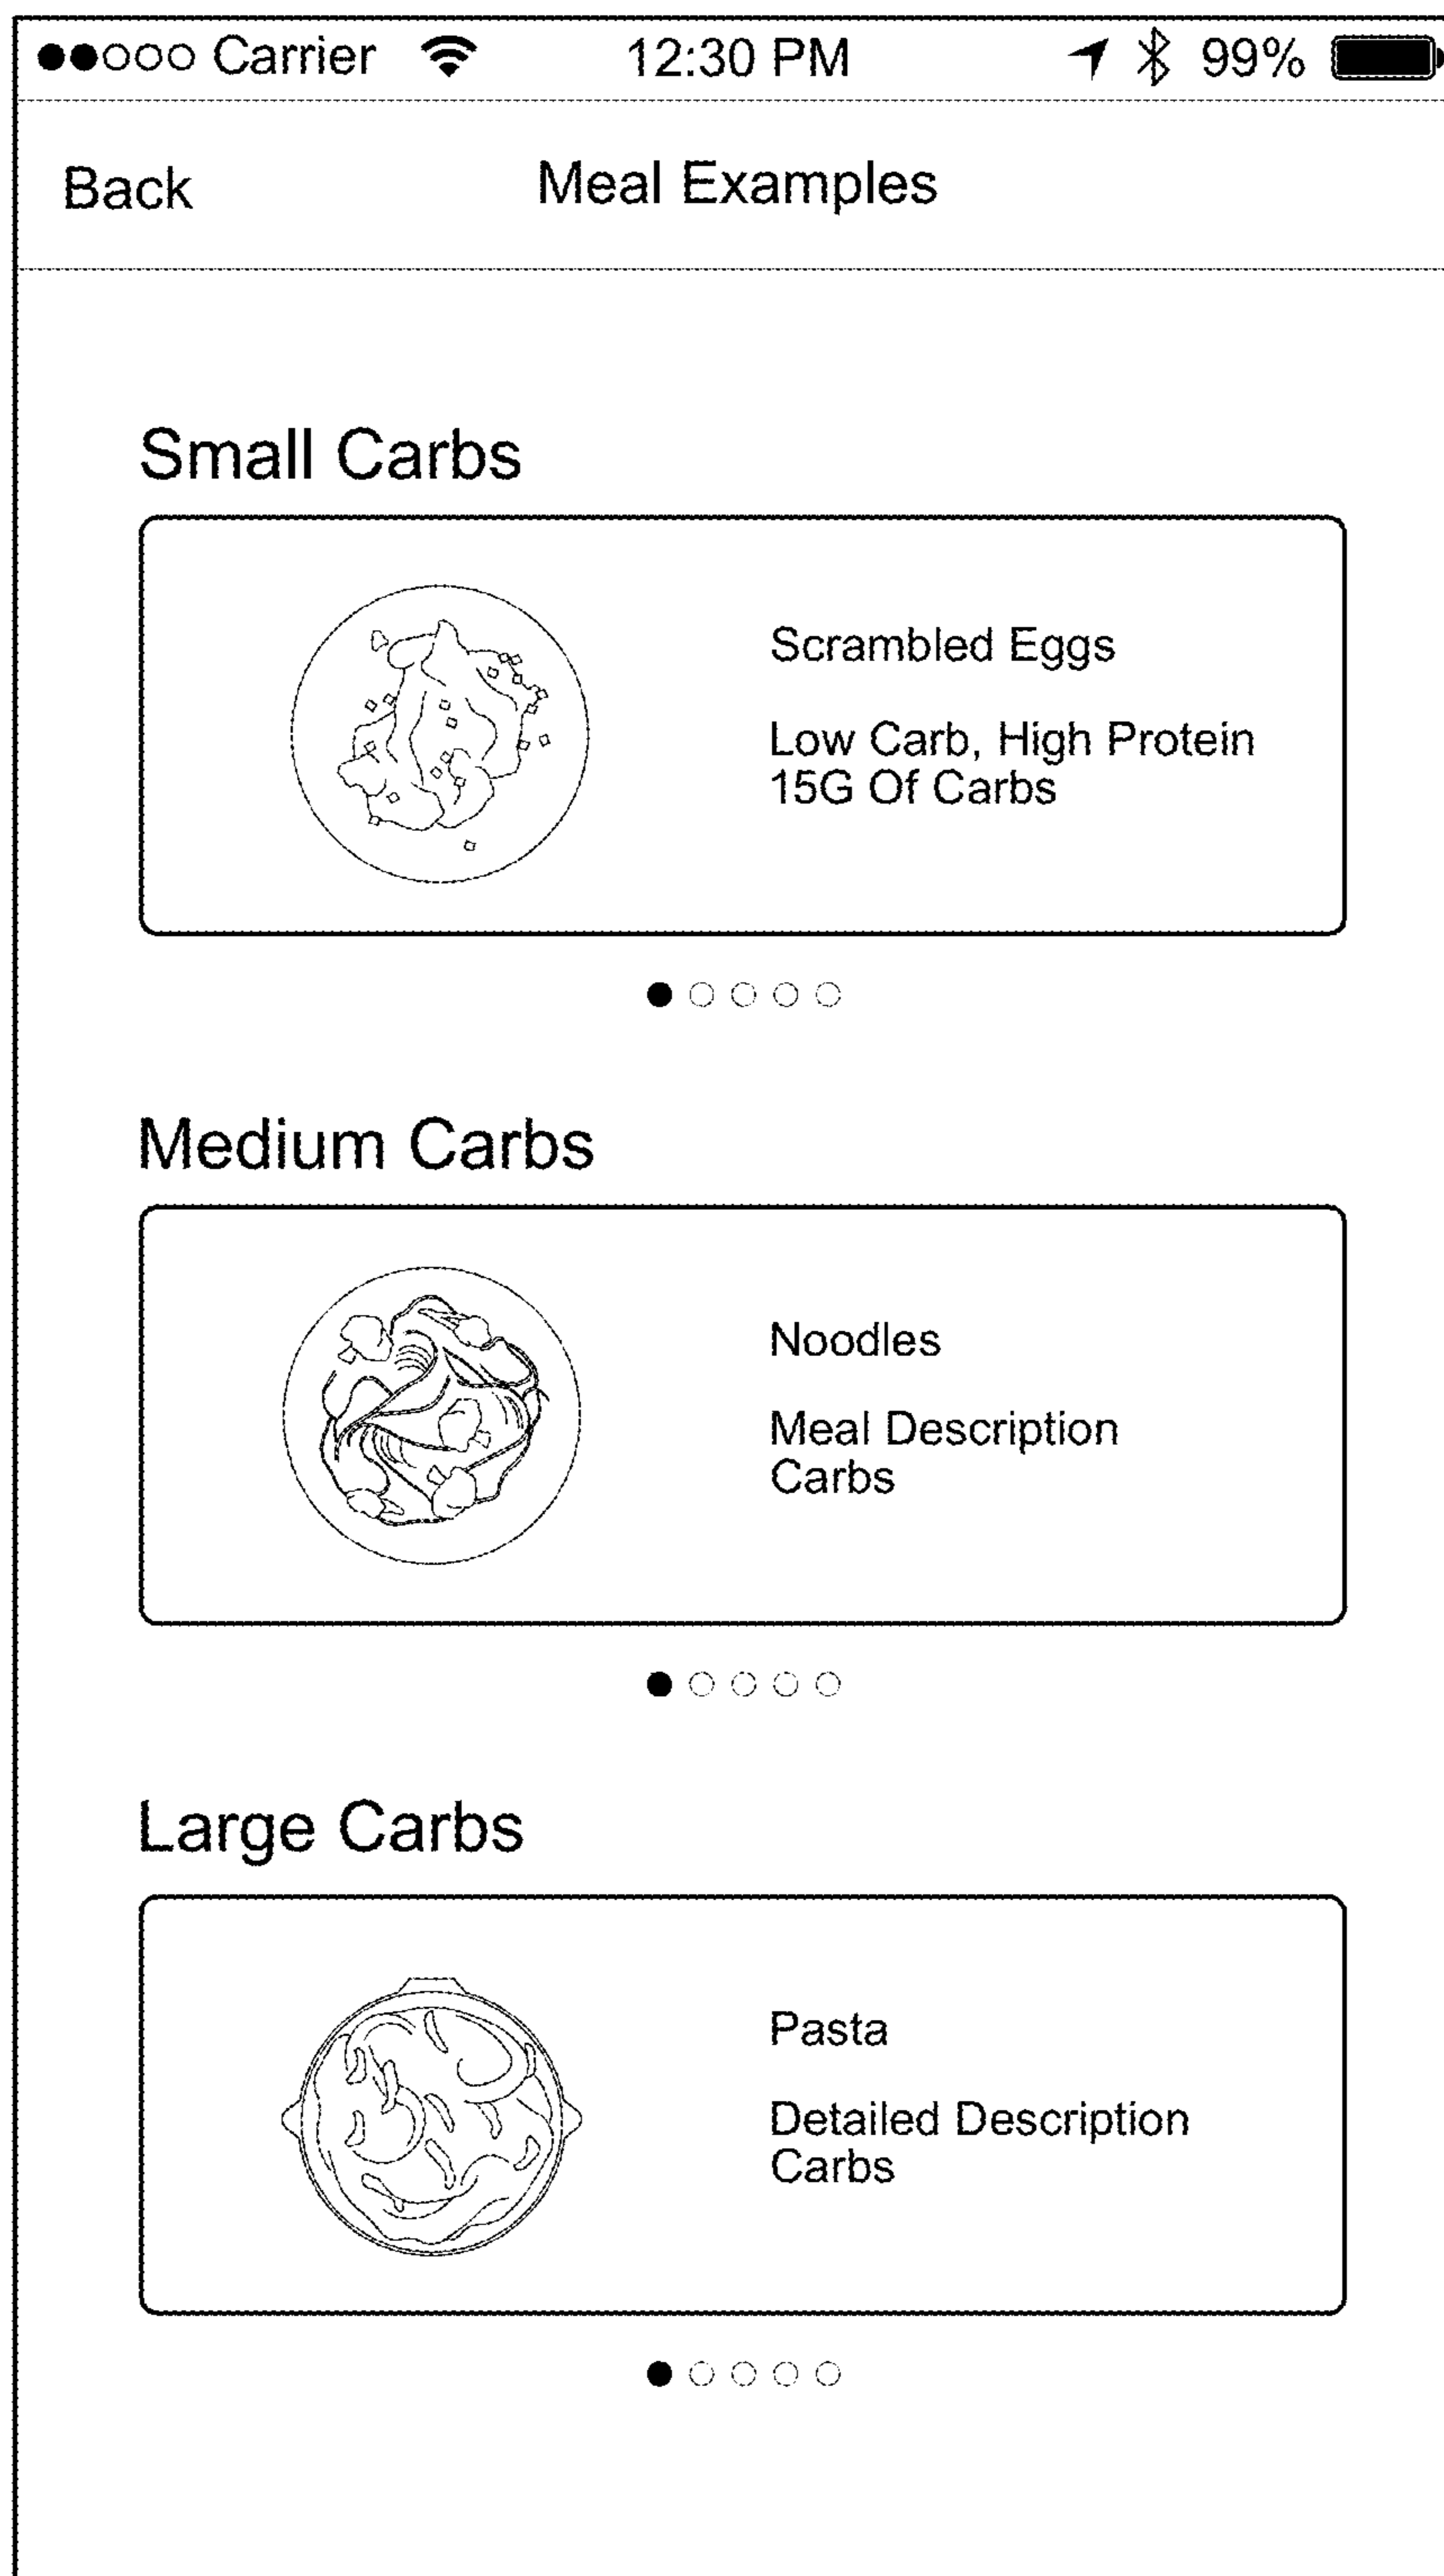 Carrier 12:30 PM 99%
Back Meal Examples
Small Carbs
Scrambled Eggs
Low Carb, High Protein
15G Of Carbs
Medium Carbs
Noodles
Meal Description
Carbs
Large Carbs
Pasta
Detailed Description
Carbs